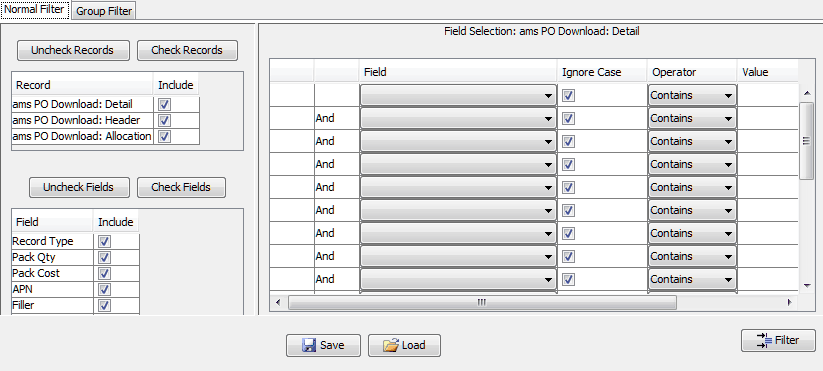 Normal Filter Group Filter
Uncheck Records Check Records
Record Include
ams PO Download: Detail
ams PO Download: Header
ams PO Download: Allocation
Uncheck Fields Check Fields
Field Include
Record Type
Pack Qty
Pack Cost
APN
Filler
Field Selection: ams PO Download: Detail
Field Ignore Case Operator Value
Contains
And Contains
And Contains
And Contains
And Contains
And Contains
And Contains
And Contains
And Contains
Save Load Filter